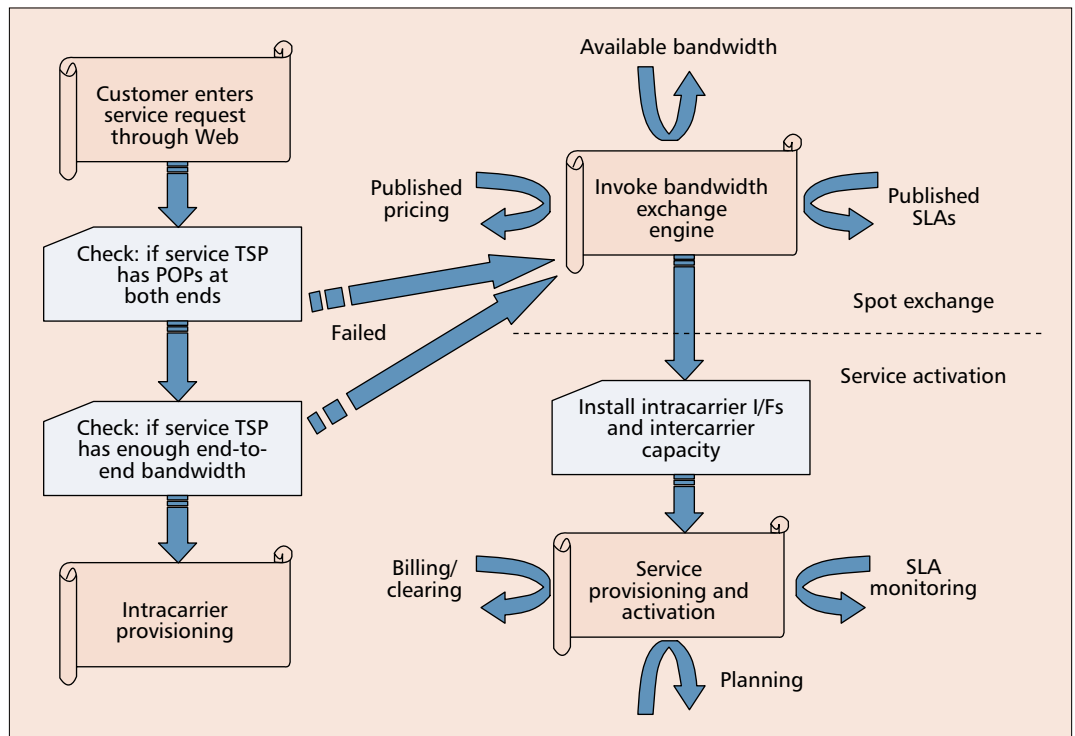 Customer enters
service request
through Web
Check: if service TSP
has POPs at
both ends
Failed
Check: if service TSP
has enough end-to-
end bandwidth
Intracarrier
provisioning
Available bandwidth
Published
pricing
Invoke bandwidth
exchange
engine
Published
SLAs
Spot exchange
Service activation
Install intracarrier I/Fs
and intercarrier
capacity
Billing/
clearing
Service
provisioning and
activation
SLA
monitoring
Planning